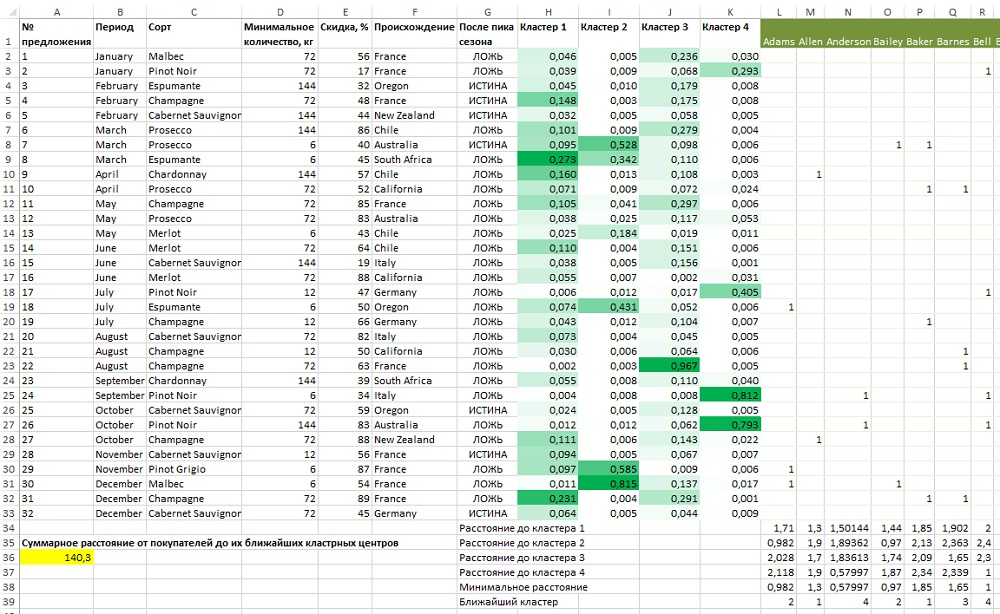 A B C D E F G H I J K L M N O P Q R
1 № предложения Период Сорт Минимальное количество, кг Скидка, % Происхождение После пика сезона Кластер 1 Кластер 2 Кластер 3 Кластер 4 Adams Allen Anderson Bailey Baker Barnes Bell
2 1 January Malbec 72 56 France ЛОЖЬ 0,046 0,005 0,236 0,030
3 2 January Pinot Noir 72 17 France ЛОЖЬ 0,039 0,009 0,068 0,293 1
4 3 February Espumante 144 32 Oregon ИСТИНА 0,045 0,010 0,179 0,008
5 4 February Champagne 72 48 France ИСТИНА 0,148 0,003 0,175 0,008
6 5 February Cabernet Sauvignon 144 44 New Zealand ИСТИНА 0,032 0,005 0,058 0,005
7 6 March Prosecco 144 86 Chile ЛОЖЬ 0,101 0,009 0,279 0,004
8 7 March Prosecco 6 40 Australia ИСТИНА 0,095 0,528 0,098 0,006 1 1
9 8 March Espumante 6 45 South Africa ЛОЖЬ 0,273 0,342 0,110 0,006
10 9 April Chardonnay 144 57 Chile ЛОЖЬ 0,160 0,013 0,108 0,003 1
11 10 April Prosecco 72 52 California ЛОЖЬ 0,071 0,009 0,072 0,024 1 1
12 11 May Champagne 72 85 France ЛОЖЬ 0,105 0,041 0,297 0,006
13 12 May Prosecco 72 83 Australia ЛОЖЬ 0,038 0,025 0,117 0,053
14 13 May Merlot 6 43 Chile ЛОЖЬ 0,025 0,184 0,019 0,011
15 14 June Merlot 72 64 Chile ЛОЖЬ 0,110 0,004 0,151 0,006
16 15 June Cabernet Sauvignon 144 19 Italy ЛОЖЬ 0,038 0,005 0,156 0,001
17 16 June Merlot 72 88 California ЛОЖЬ 0,055 0,007 0,002 0,031
18 17 July Pinot Noir 12 47 Germany ЛОЖЬ 0,006 0,012 0,017 0,405 1
19 18 July Espumante 6 50 Oregon ЛОЖЬ 0,074 0,431 0,052 0,006 1
20 19 July Champagne 12 66 Germany ЛОЖЬ 0,043 0,012 0,104 0,007 1
21 20 August Cabernet Sauvignon 72 82 Italy ЛОЖЬ 0,073 0,004 0,045 0,005
22 21 August Champagne 12 50 California ЛОЖЬ 0,030 0,006 0,064 0,006 1
23 22 August Champagne 72 63 France ЛОЖЬ 0,002 0,003 0,967 0,005 1
24 23 September Chardonnay 144 39 South Africa ЛОЖЬ 0,055 0,008 0,110 0,040
25 24 September Pinot Noir 6 34 Italy ЛОЖЬ 0,004 0,008 0,008 0,812 1 1
26 25 October Cabernet Sauvignon 72 59 Oregon ИСТИНА 0,024 0,005 0,128 0,005
27 26 October Pinot Noir 144 83 Australia ЛОЖЬ 0,012 0,012 0,062 0,793 1 1
28 27 October Champagne 72 88 New Zealand ЛОЖЬ 0,111 0,006 0,143 0,022 1
29 28 November Cabernet Sauvignon 12 56 France ИСТИНА 0,094 0,005 0,067 0,007
30 29 November Pinot Grigio 6 87 France ЛОЖЬ 0,097 0,585 0,009 0,006 1
31 30 December Malbec 6 54 France ЛОЖЬ 0,011 0,815 0,137 0,017 1 1
32 31 December Champagne 72 89 France ЛОЖЬ 0,231 0,004 0,291 0,001 1 1
33 32 December Cabernet Sauvignon 72 45 Germany ИСТИНА 0,064 0,005 0,044 0,009
34 Расстояние до кластера 1 1,71 1,3 1,50144 1,44 1,85 1,902 2
35 Суммарное расстояние от покупателей до их ближайших кластрных центров Расстояние до кластера 2 0,982 1,9 1,89362 0,97 2,13 2,363 2,4
36 140,3 Расстояние до кластера 3 2,028 1,7 1,83613 1,74 2,09 1,65 2,3
37 Расстояние до кластера 4 2,118 1,9 0,57997 1,87 2,34 2,339 1
38 Минимальное расстояние 0,982 1,3 0,57997 0,97 1,85 1,65 1
39 Ближайший кластер 2 1 4 2 1 3 4